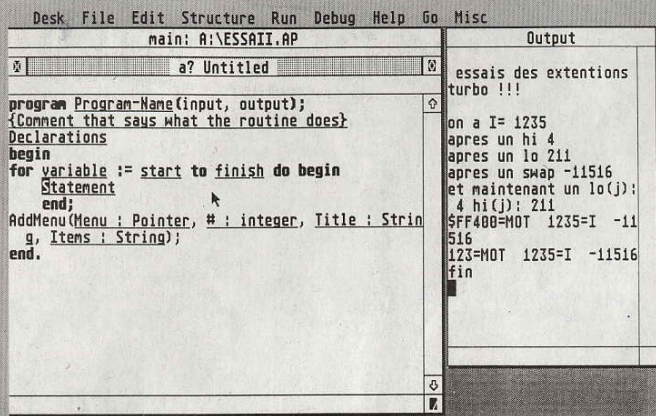 Desk File Edit Structure Run Debug Help Go Misc
main: A:\ESSAII.AP
a? Untitled
program Program-Name(input, output);
{Comment that says what the routine does}
Declarations
begin
for variable := start to finish do begin
Statement
end;
AddMenu(Menu : Pointer, # : integer, Title : Strin
g, Items : String);
end.
Output
essais des extentions
turbo !!!
on a I= 1235
apres un hi 4
apres un lo 211
apres un swap -11516
et maintenant un lo(j):
4 hi(j): 211
$FF400=MOT 1235=I -11
516
123=MOT 1235=I -11516
fin